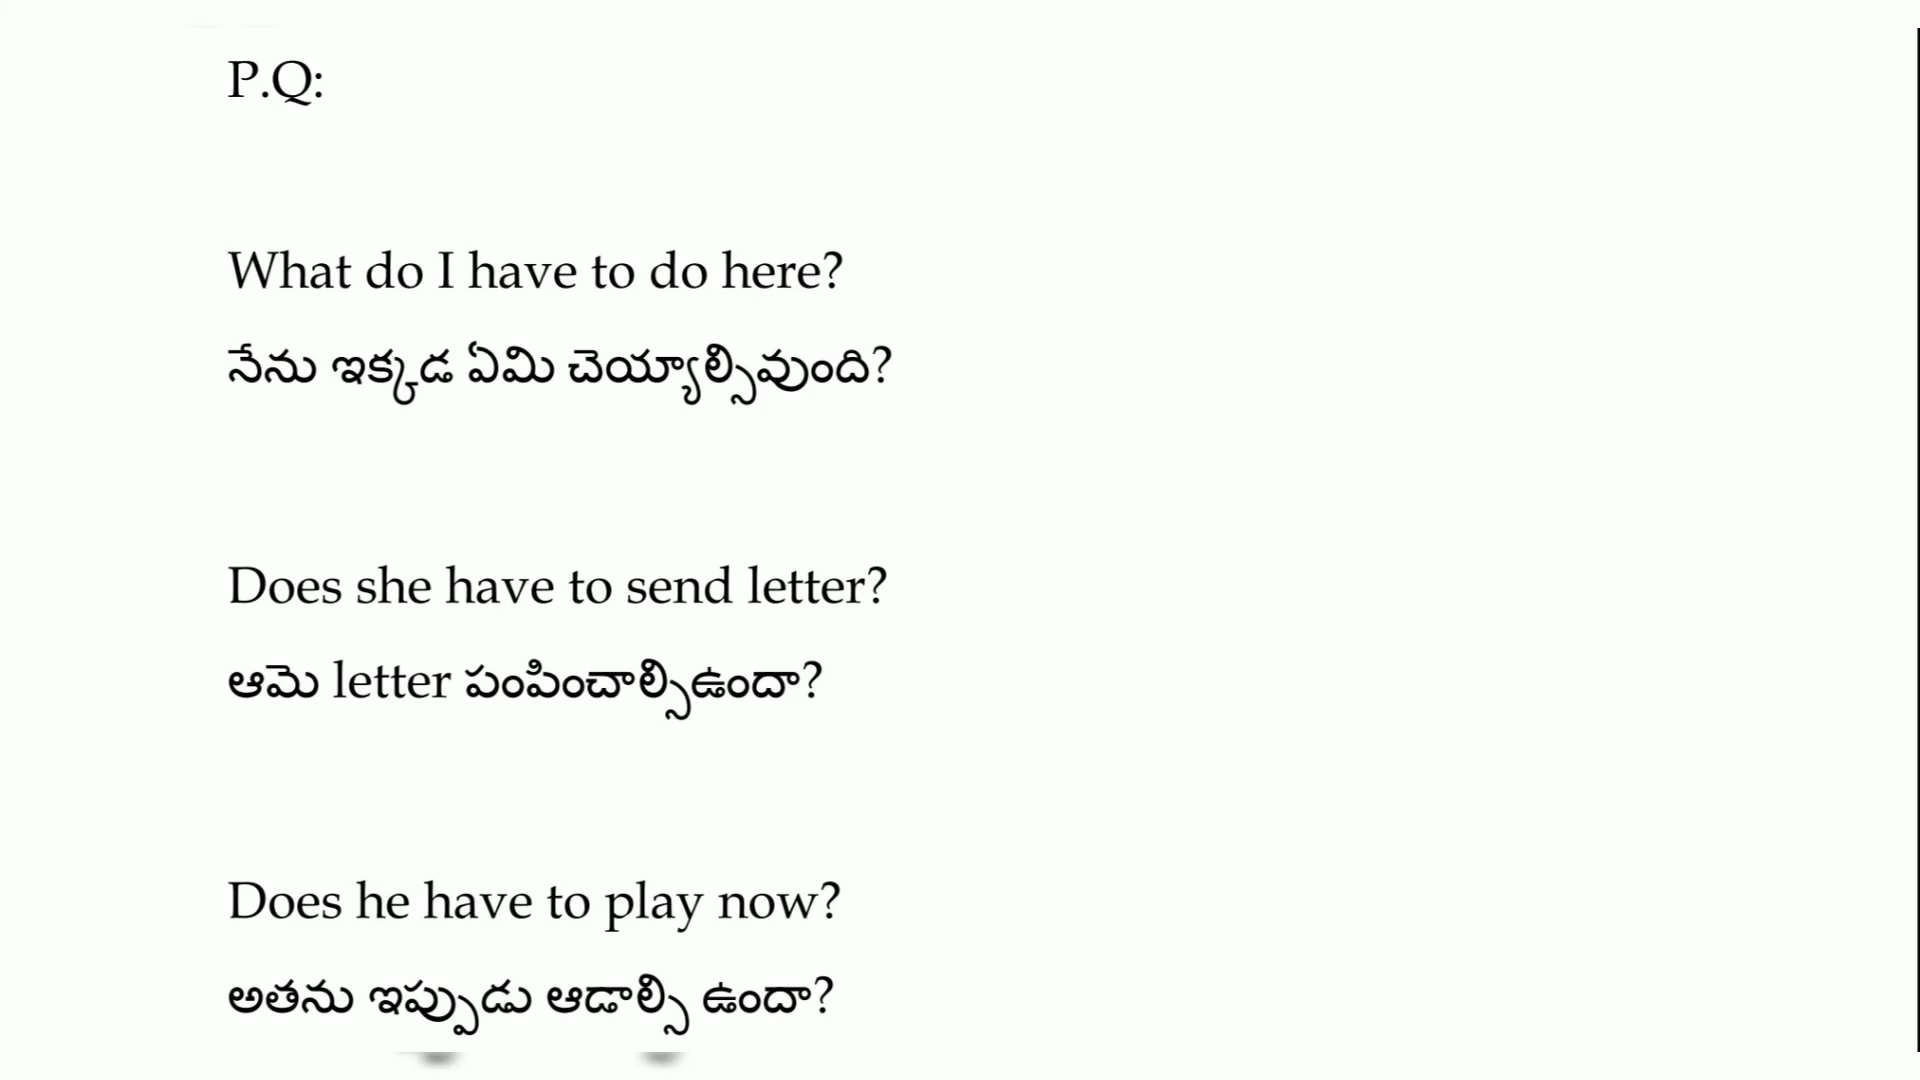 P.Q:
What do I have to do here?
నేను ఇక్కడ ఏమి చెయ్యాల్సివుంది?
Does she have to send letter?
ఆమె letter పంపించాల్సిఉందా?
Does he have to play now?
అతను ఇప్పుడు ఆడాల్సి ఉందా?